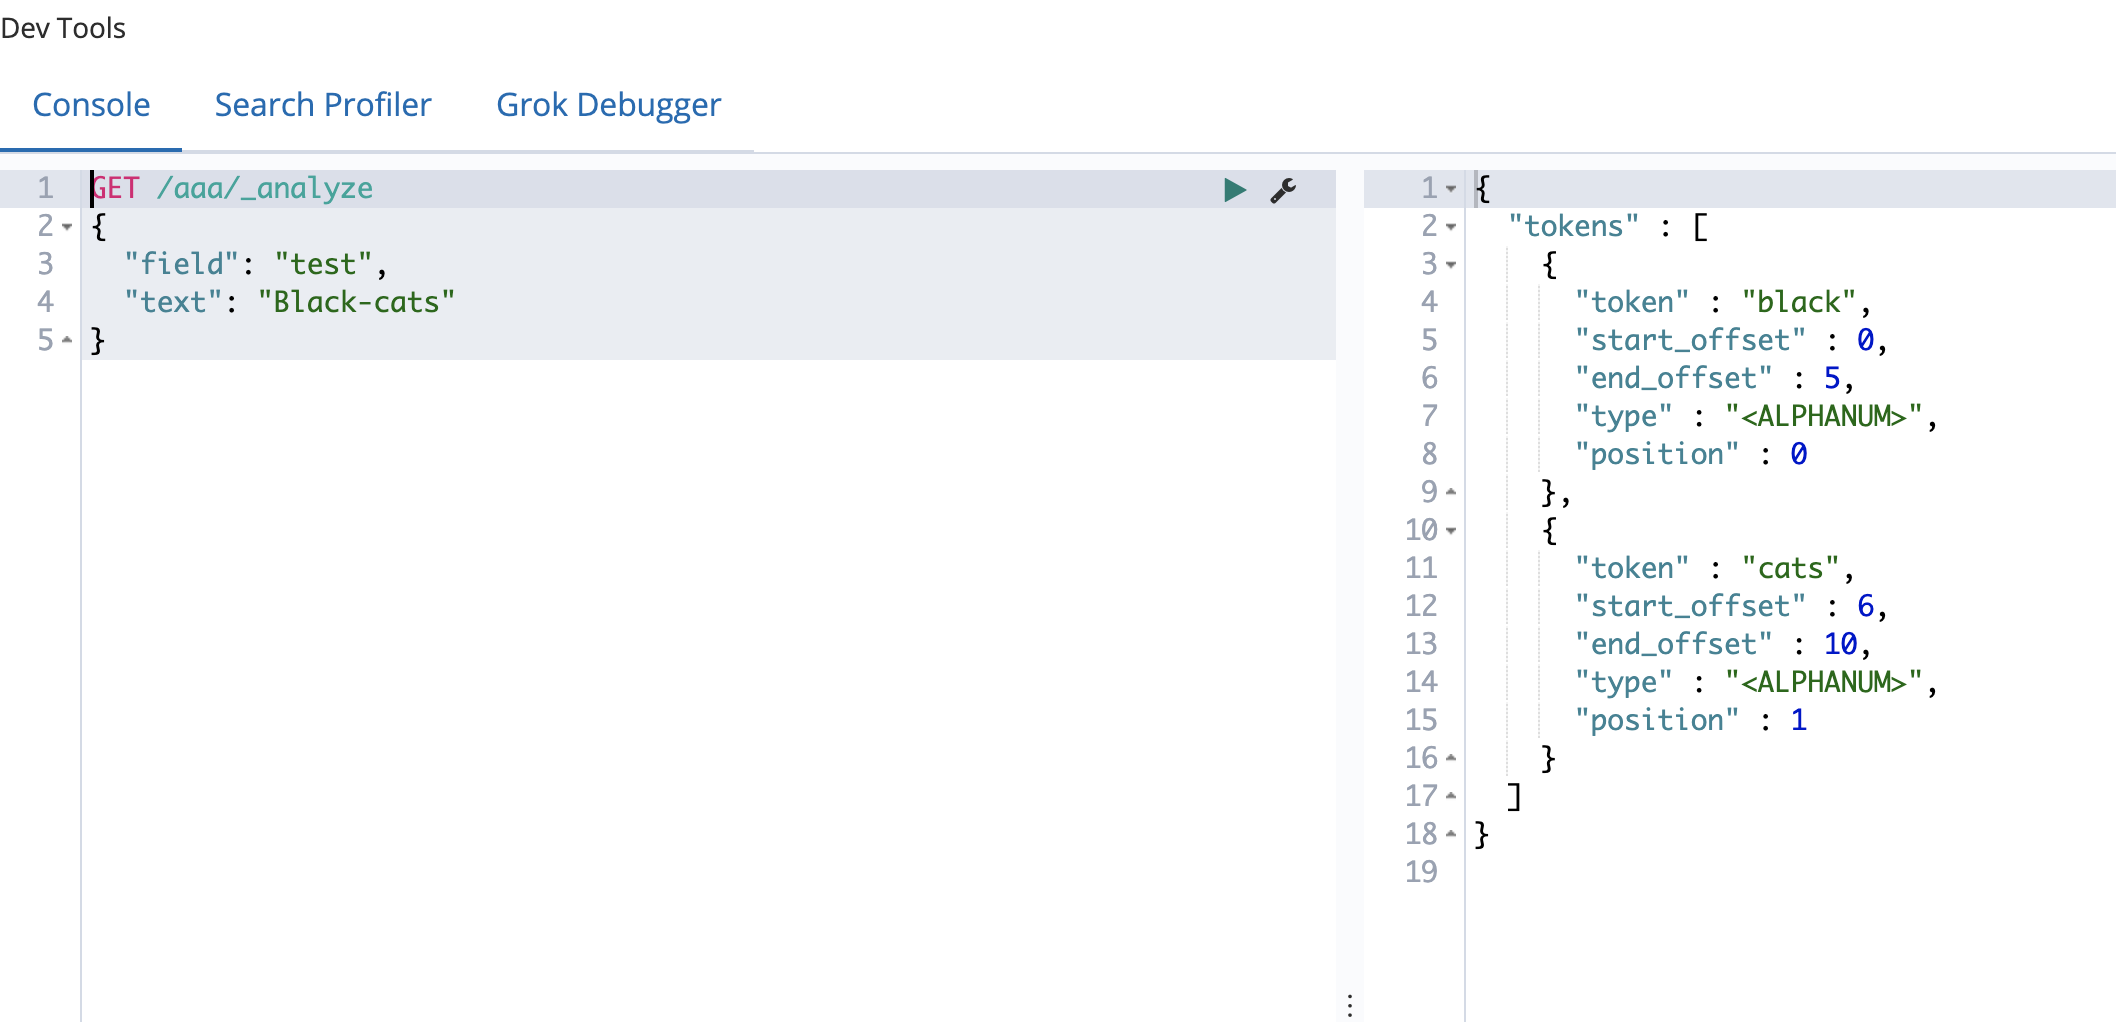 Dev Tools
Console Search Profiler Grok Debugger
1 GET /aaa/_analyze
2 {
3 "field": "test",
4 "text": "Black-cats"
5 }
1 {
2 "tokens" : [
3 {
4 "token" : "black",
5 "start_offset" : 0,
6 "end_offset" : 5,
7 "type" : "<ALPHANUM>",
8 "position" : 0
9 },
10 {
11 "token" : "cats",
12 "start_offset" : 6,
13 "end_offset" : 10,
14 "type" : "<ALPHANUM>",
15 "position" : 1
16 }
17 ]
18 }
19